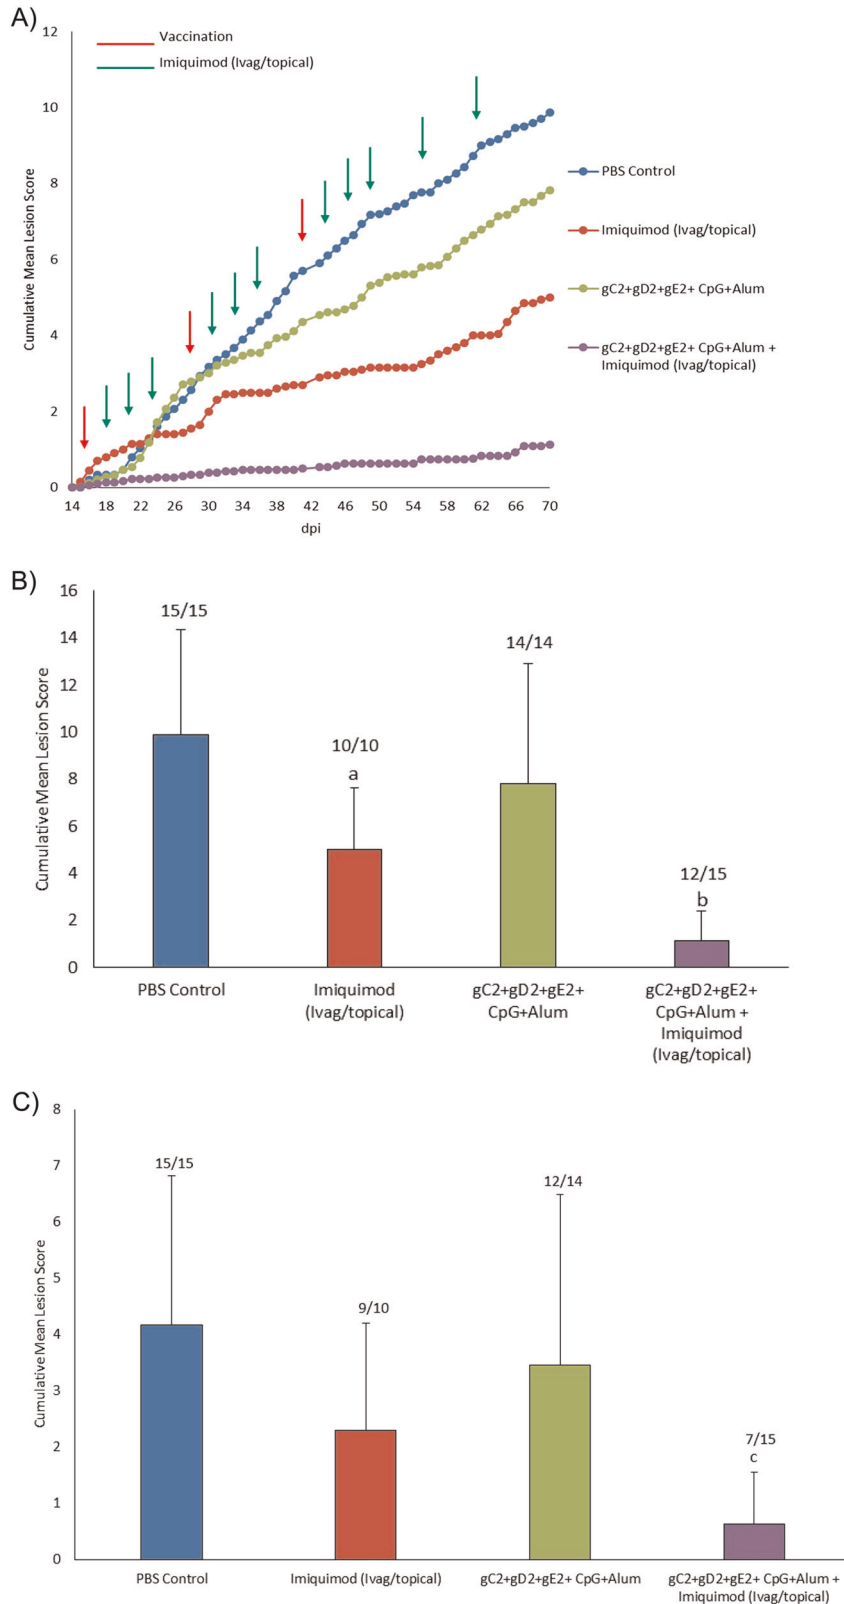 A)
Vaccination
Imiquimod (Ivag/topical)
Cumulative Mean Lesion Score
12
10
8
6
4
2
0
14 18 22 26 30 34 38 42 46 50 54 58 62 66 70
dpi
PBS Control
Imiquimod (Ivag/topical)
gC2+gD2+gE2+ CpG+Alum
gC2+gD2+gE2+ CpG+Alum +
Imiquimod (Ivag/topical)
B)
Cumulative Mean Lesion Score
16
14
12
10
8
6
4
2
0
15/15
10/10
a
14/14
12/15
b
PBS Control
Imiquimod
(Ivag/topical)
gC2+gD2+gE2+
CpG+Alum
gC2+gD2+gE2+
CpG+Alum +
Imiquimod
(Ivag/topical)
C)
Cumulative Mean Lesion Score
8
7
6
5
4
3
2
1
0
15/15
9/10
12/14
7/15
c
PBS Control
Imiquimod (Ivag/topical)
gC2+gD2+gE2+ CpG+Alum
gC2+gD2+gE2+ CpG+Alum +
Imiquimod (Ivag/topical)